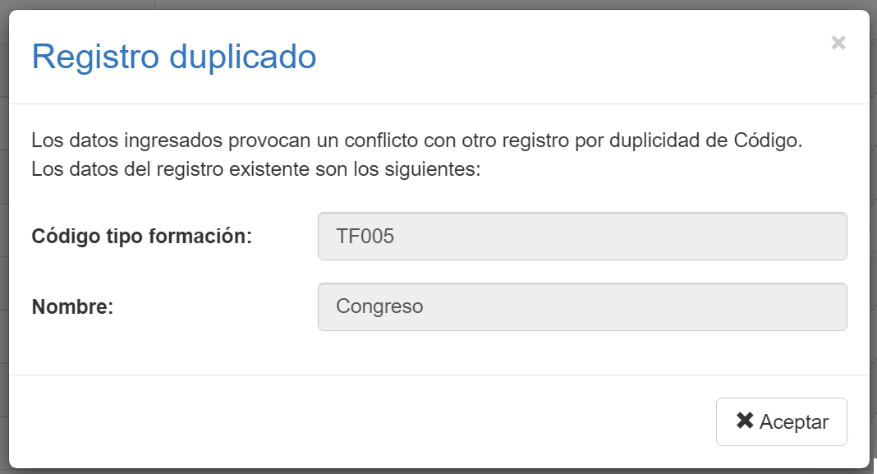 Registro duplicado
×
Los datos ingresados provocan un conflicto con otro registro por duplicidad de Código.
Los datos del registro existente son los siguientes:
Código tipo formación: TF005
Nombre: Congreso
✖ Aceptar